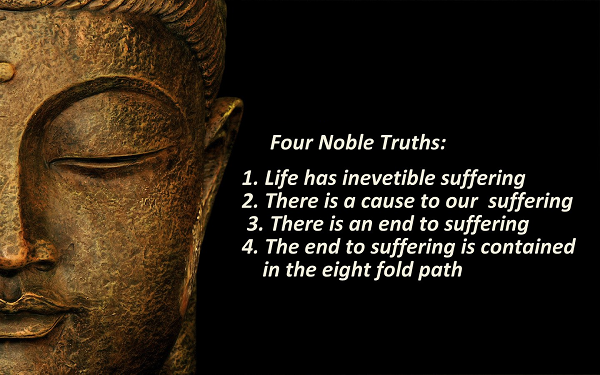 Four Noble Truths:
1. Life has inevetible suffering
2. There is a cause to our suffering
3. There is an end to suffering
4. The end to suffering is contained
in the eight fold path